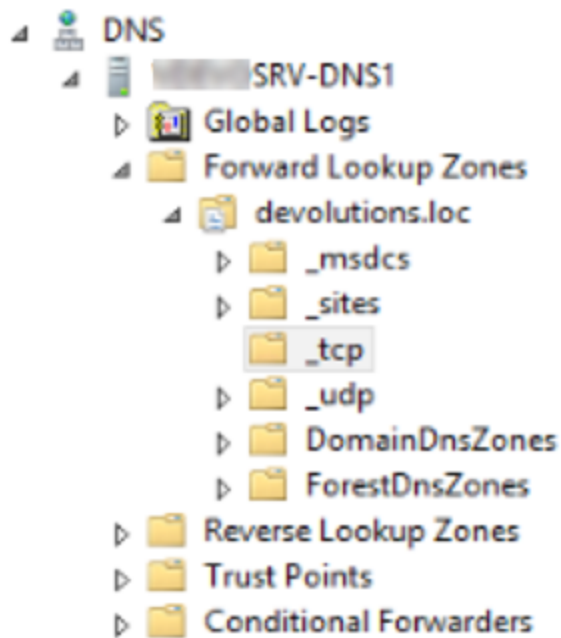 DNS
SRV-DNS1
Global Logs
Forward Lookup Zones
devolutions.loc
_msdcs
_sites
_tcp
_udp
DomainDnsZones
ForestDnsZones
Reverse Lookup Zones
Trust Points
Conditional Forwarders